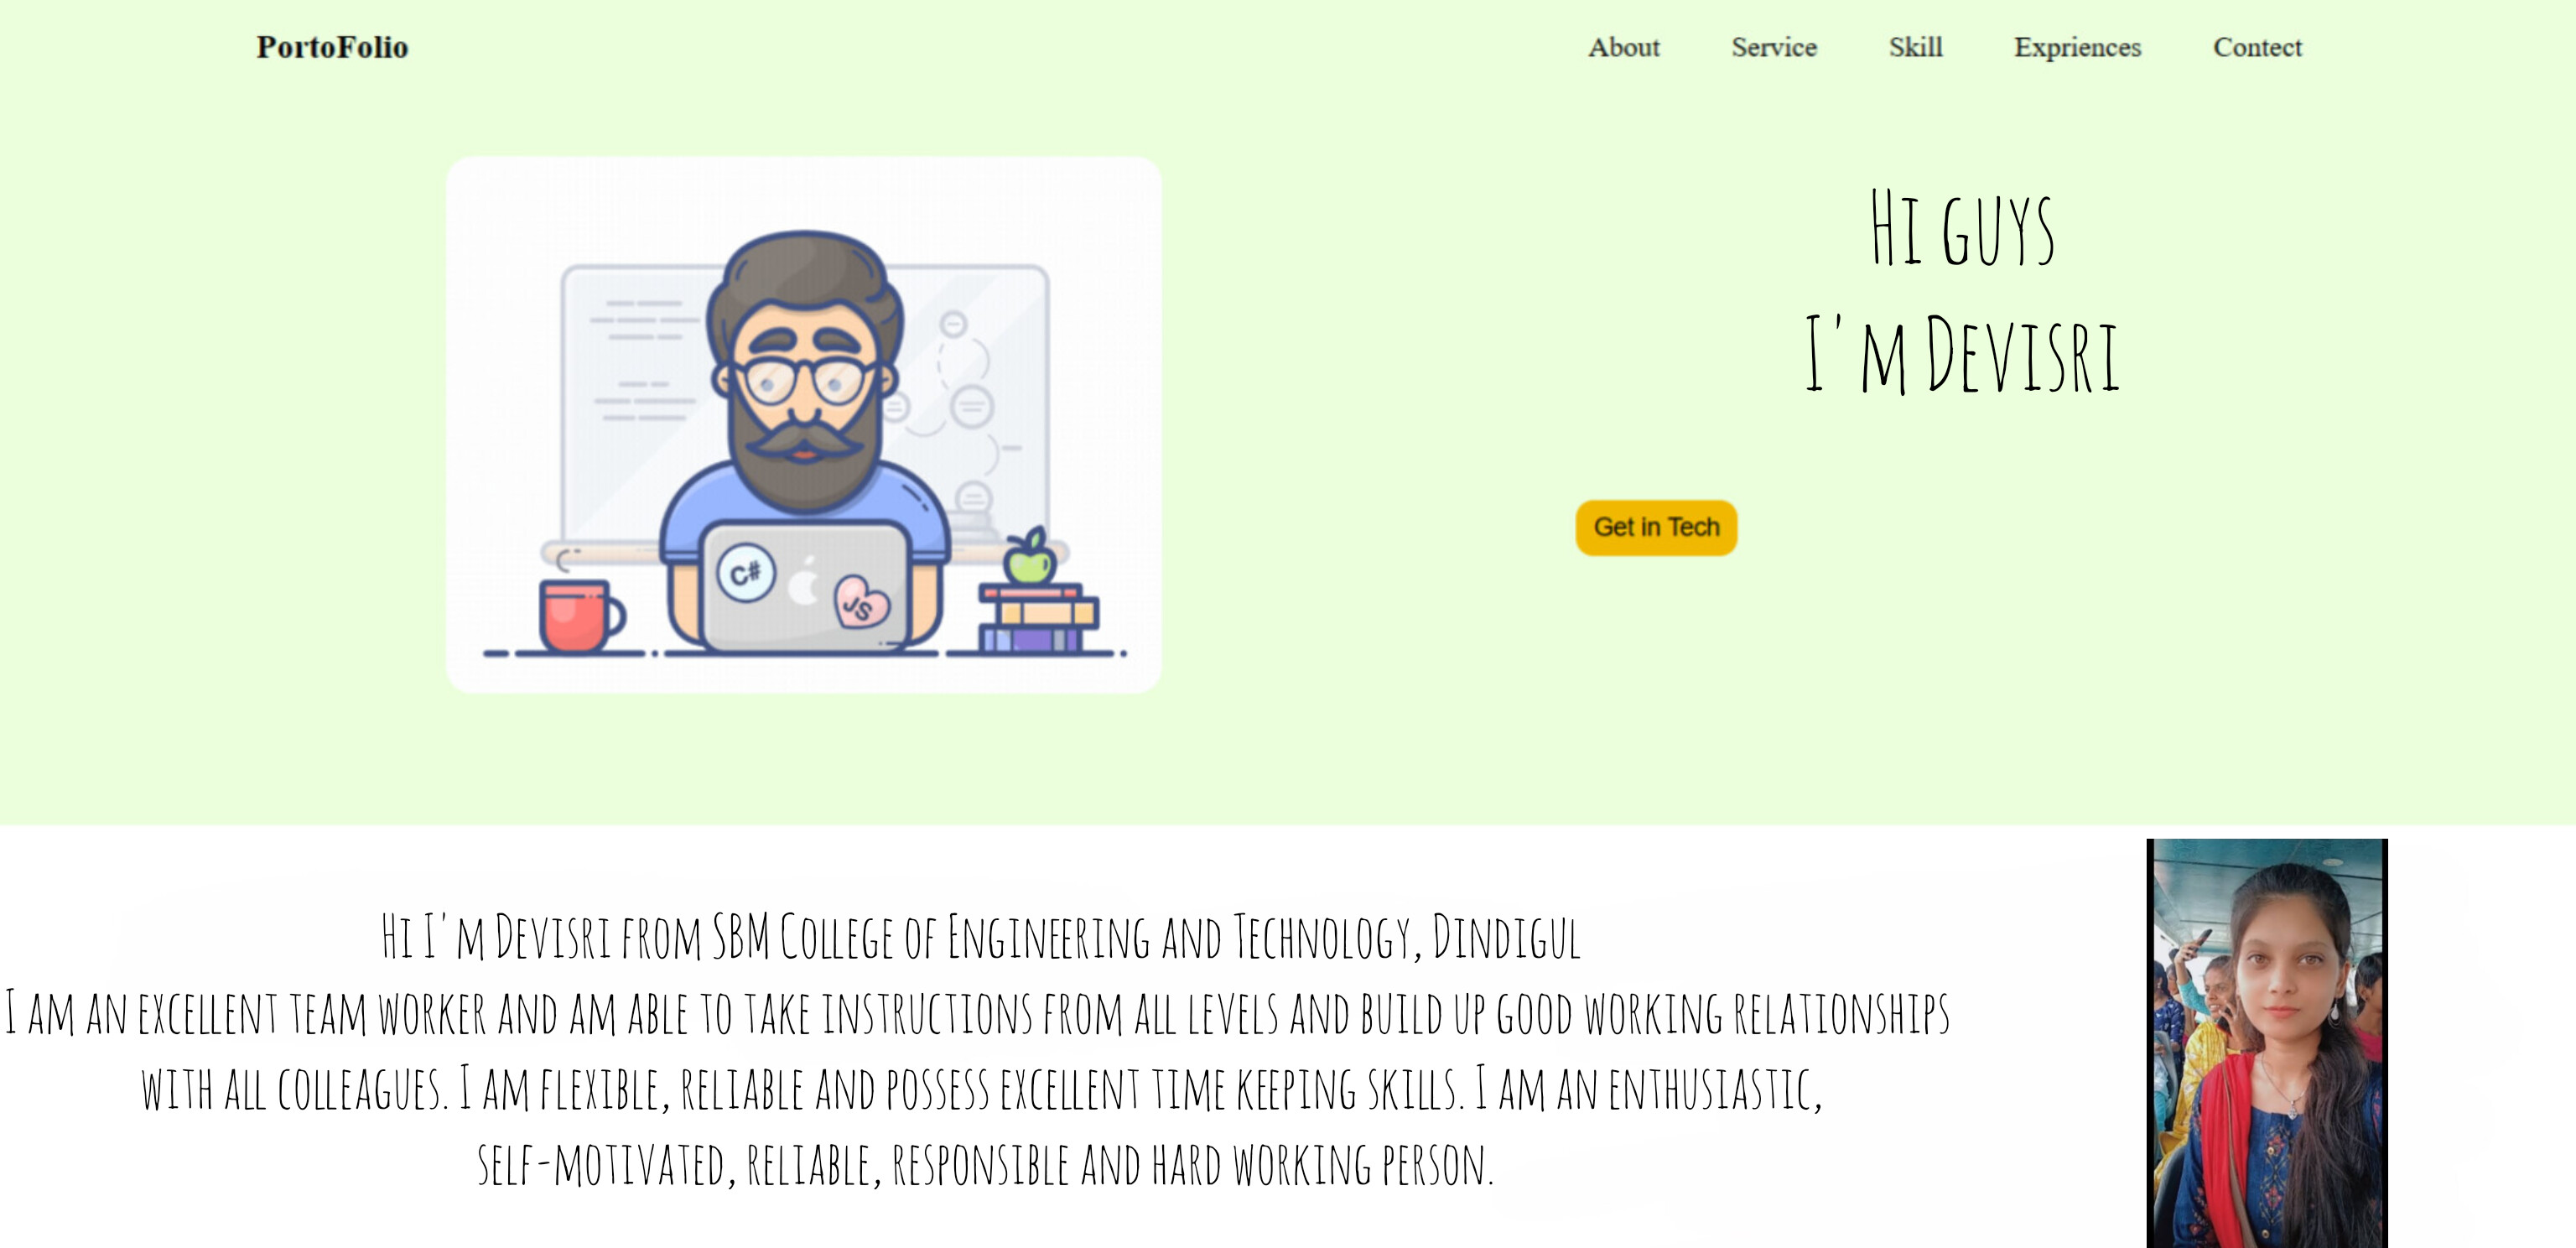 PortoFolio
About Service Skill Expriences Contect
Hi guys
I'm Devisri
Get in Tech
C#
JS
Hi I'm Devisri from SBM College of Engineering and Technology, Dindigul
I am an excellent team worker and am able to take instructions from all levels and build up good working relationships
with all colleagues. I am flexible, reliable and possess excellent time keeping skills. I am an enthusiastic,
self-motivated, reliable, responsible and hard working person.